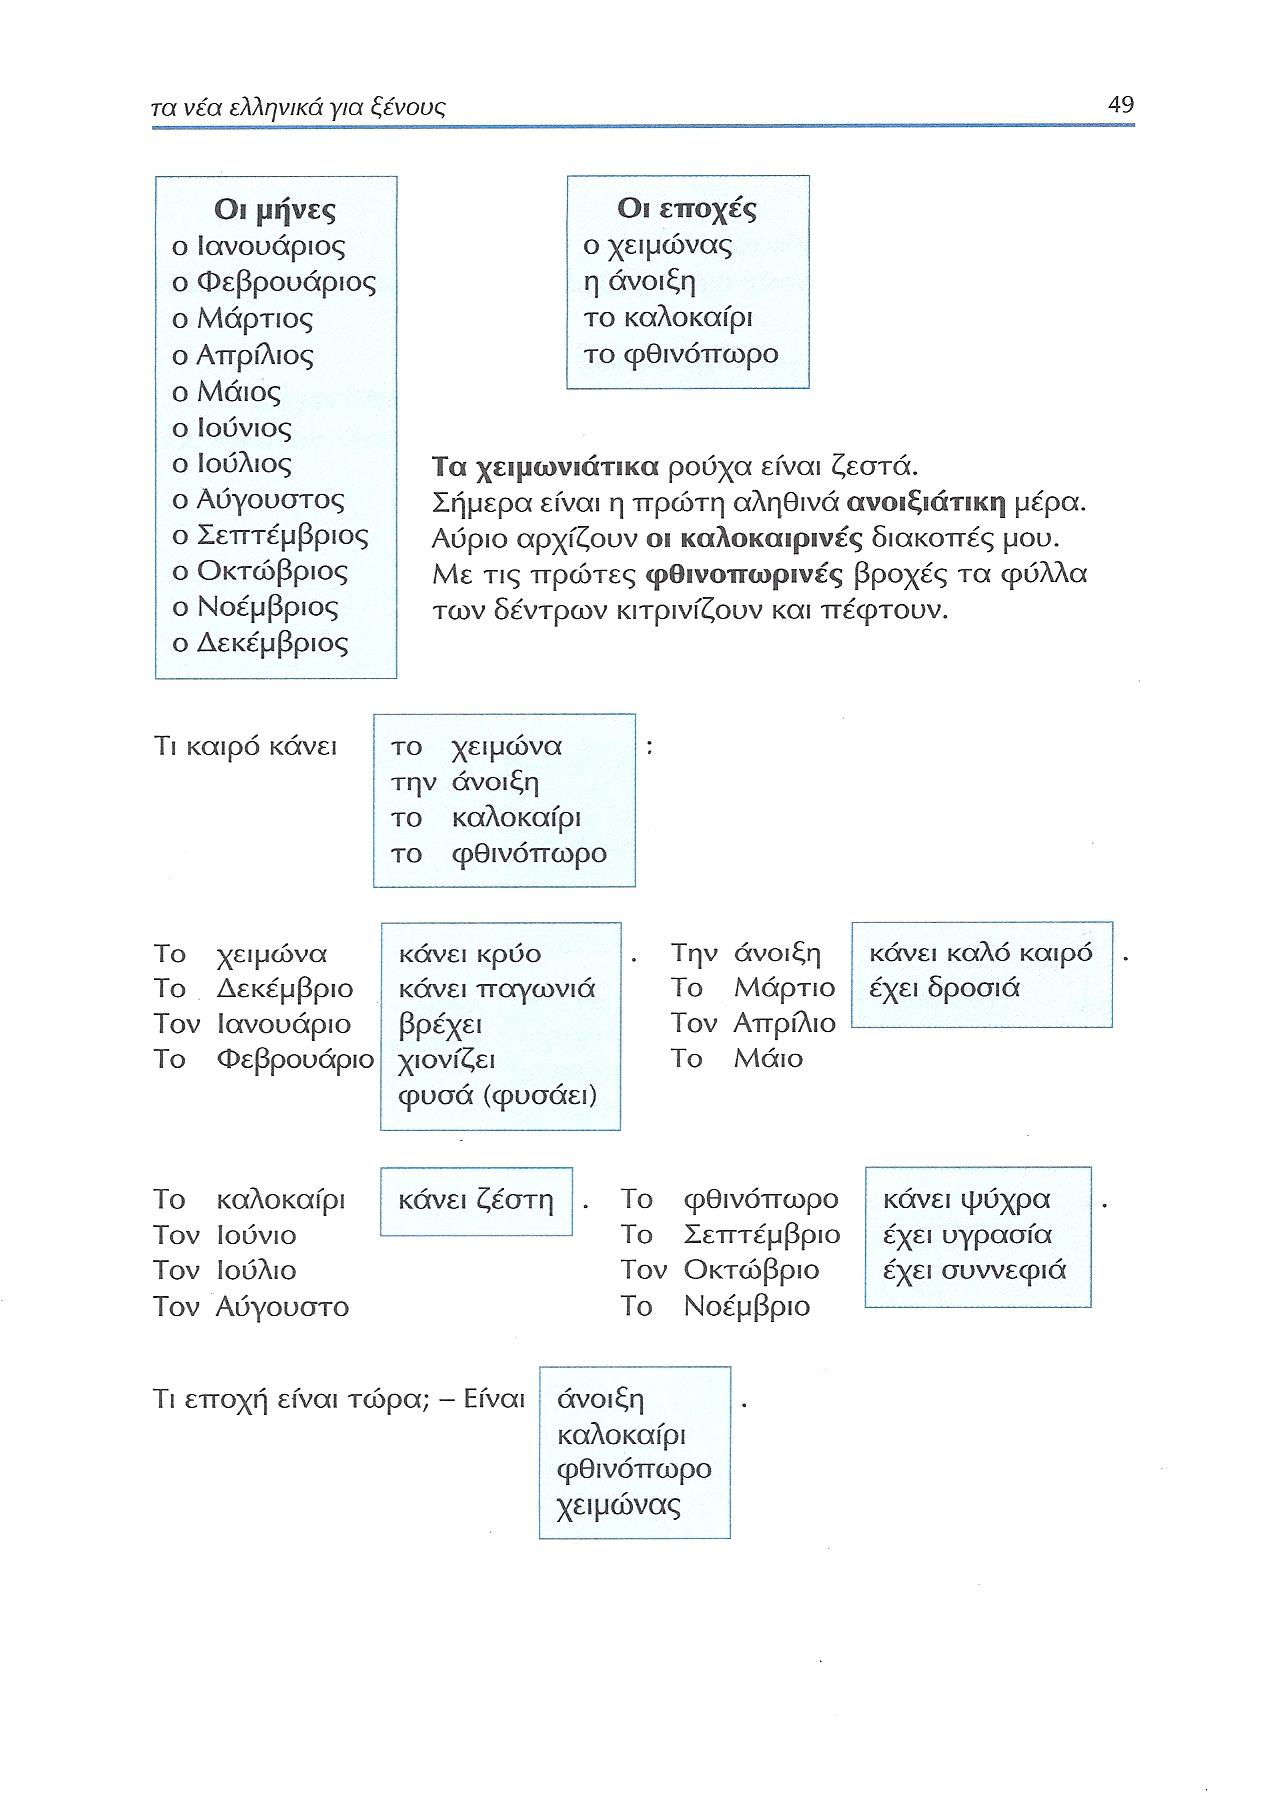 τα νέα ελληνικά για ξένους 49
Οι μήνες
ο Ιανουάριος
ο Φεβρουάριος
ο Μάρτιος
ο Απρίλιος
ο Μάιος
ο Ιούνιος
ο Ιούλιος
ο Αύγουστος
ο Σεπτέμβριος
ο Οκτώβριος
ο Νοέμβριος
ο Δεκέμβριος
Οι εποχές
ο χειμώνας
η άνοιξη
το καλοκαίρι
το φθινόπωρο
Τα χειμωνιάτικα ρούχα είναι ζεστά.
Σήμερα είναι η πρώτη αληθινά ανοιξιάτικη μέρα.
Αύριο αρχίζουν οι καλοκαιρινές διακοπές μου.
Με τις πρώτες φθινοπωρινές βροχές τα φύλλα
των δέντρων κιτρινίζουν και πέφτουν.
Τι καιρό κάνει το χειμώνα :
την άνοιξη
το καλοκαίρι
το φθινόπωρο
Το χειμώνα κάνει κρύο .
Το Δεκέμβριο κάνει παγωνιά
Τον Ιανουάριο βρέχει
Το Φεβρουάριο χιονίζει
φυσά (φυσάει)
Την άνοιξη κάνει καλό καιρό .
Το Μάρτιο έχει δροσιά
Τον Απρίλιο
Το Μάιο
Το καλοκαίρι κάνει ζέστη .
Τον Ιούνιο
Τον Ιούλιο
Τον Αύγουστο
Το φθινόπωρο κάνει ψύχρα .
Το Σεπτέμβριο έχει υγρασία
Τον Οκτώβριο έχει συννεφιά
Το Νοέμβριο
Τι εποχή είναι τώρα; – Είναι άνοιξη .
καλοκαίρι
φθινόπωρο
χειμώνας